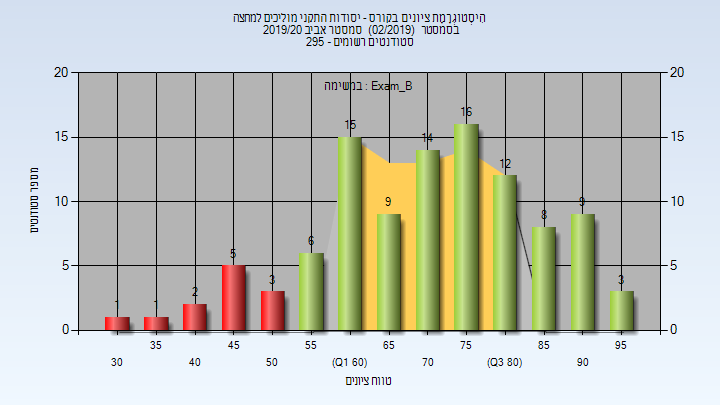 היסטוגרמת ציונים בקורס - יסודות התקני מוליכים למחצה
בסמסטר (02/2019) סמסטר אביב 2019/20
סטודנטים רשומים - 295
במשימה : Exam_B
20 20
15 15
10 10
5 5
0 0
1 1 2 5 3 6 15 9 14 16 12 8 9 3
מספר סטודנטים
35 45 55 65 75 85 95
30 40 50 (Q1 60) 70 (Q3 80) 90
טווח ציונים